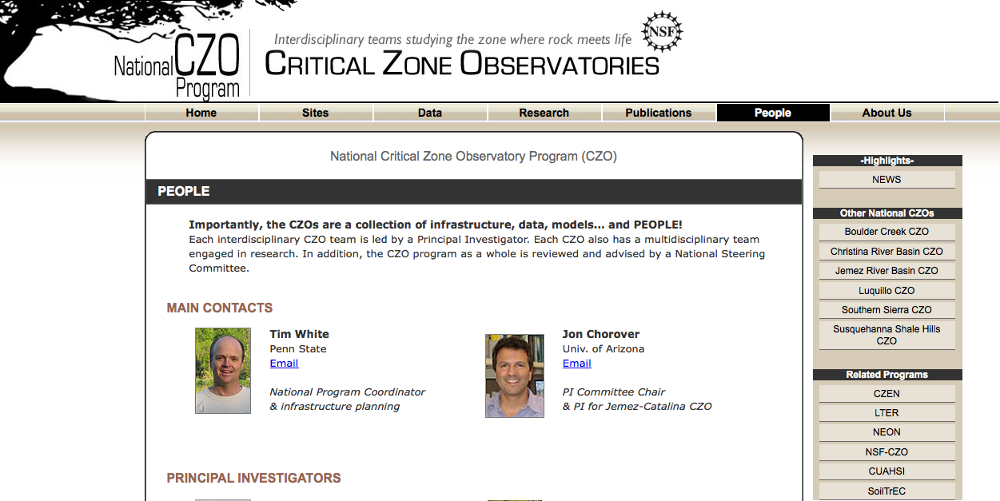 National CZO Program
Interdisciplinary teams studying the zone where rock meets life
CRITICAL ZONE OBSERVATORIES
NSF
Home
Sites
Data
Research
Publications
People
About Us
National Critical Zone Observatory Program (CZO)
PEOPLE
Importantly, the CZOs are a collection of infrastructure, data, models... and PEOPLE!
Each interdisciplinary CZO team is led by a Principal Investigator. Each CZO also has a multidisciplinary team
engaged in research. In addition, the CZO program as a whole is reviewed and advised by a National Steering
Committee.
MAIN CONTACTS
Tim White
Penn State
Email
National Program Coordinator
& infrastructure planning
Jon Chorover
Univ. of Arizona
Email
PI Committee Chair
& PI for Jemez-Catalina CZO
PRINCIPAL INVESTIGATORS
-Highlights-
NEWS
Other National CZOs
Boulder Creek CZO
Christina River Basin CZO
Jemez River Basin CZO
Luquillo CZO
Southern Sierra CZO
Susquehanna Shale Hills
CZO
Related Programs
CZEN
LTER
NEON
NSF-CZO
CUAHSI
SoilTrEC